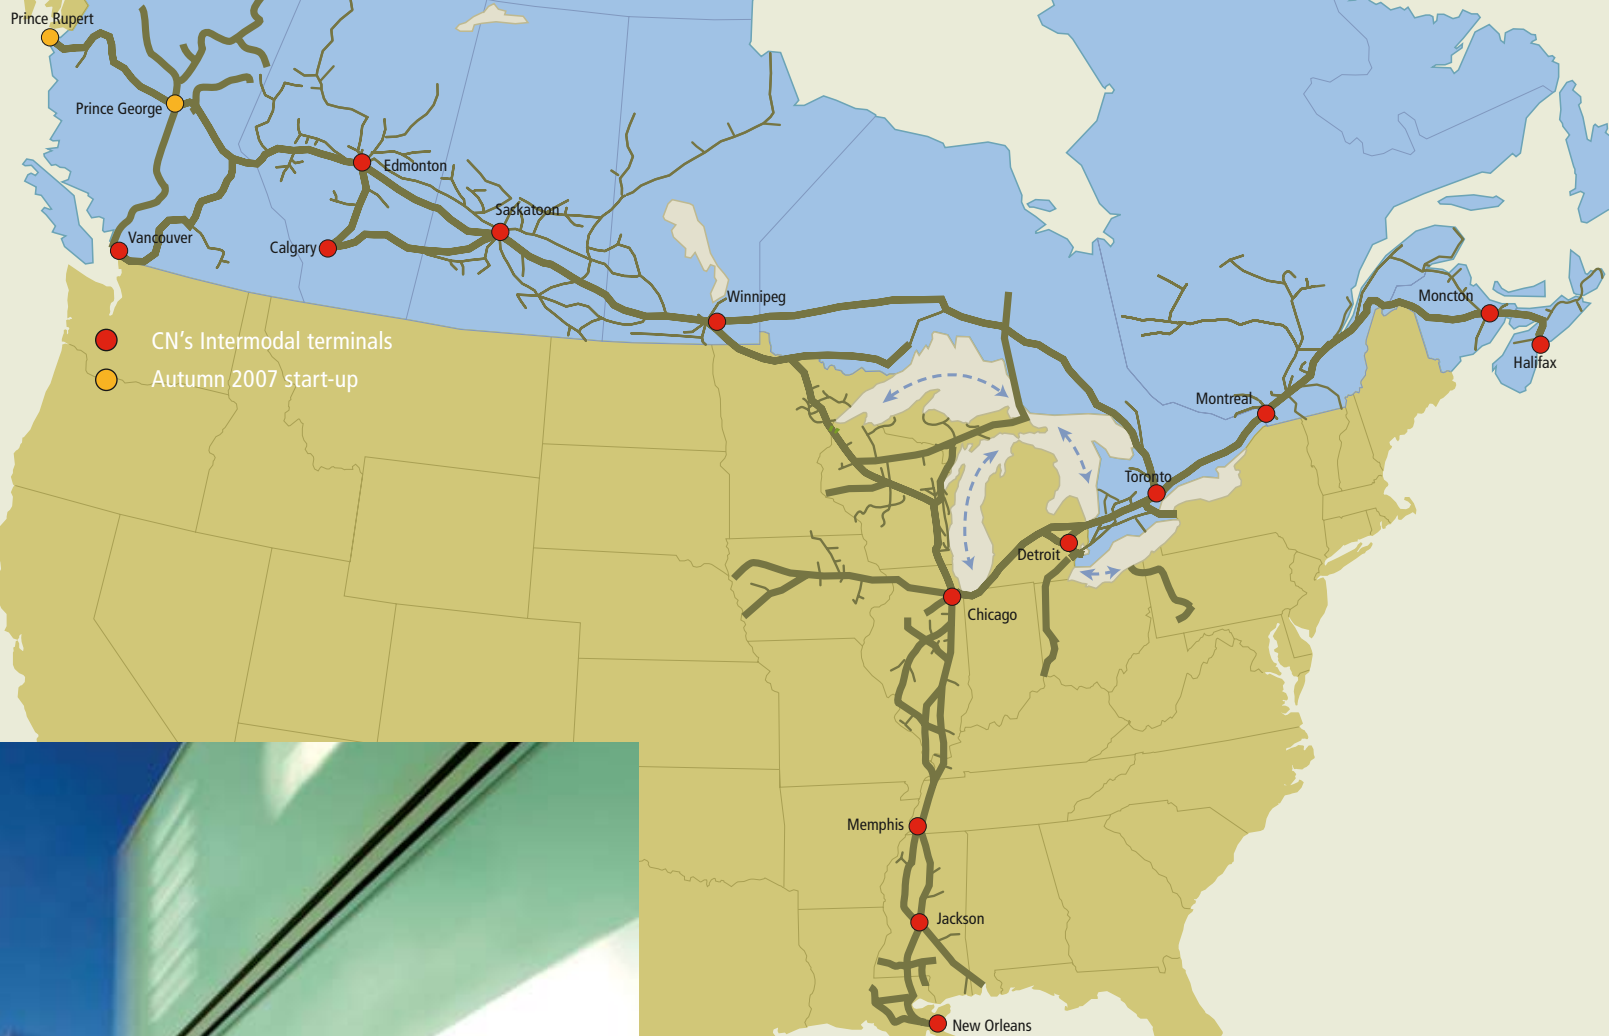 Prince Rupert
Prince George
Edmonton
Saskatoon
Vancouver
Calgary
Winnipeg
Moncton
Halifax
CN's Intermodal terminals
Autumn 2007 start-up
Montreal
Toronto
Detroit
Chicago
Memphis
Jackson
New Orleans